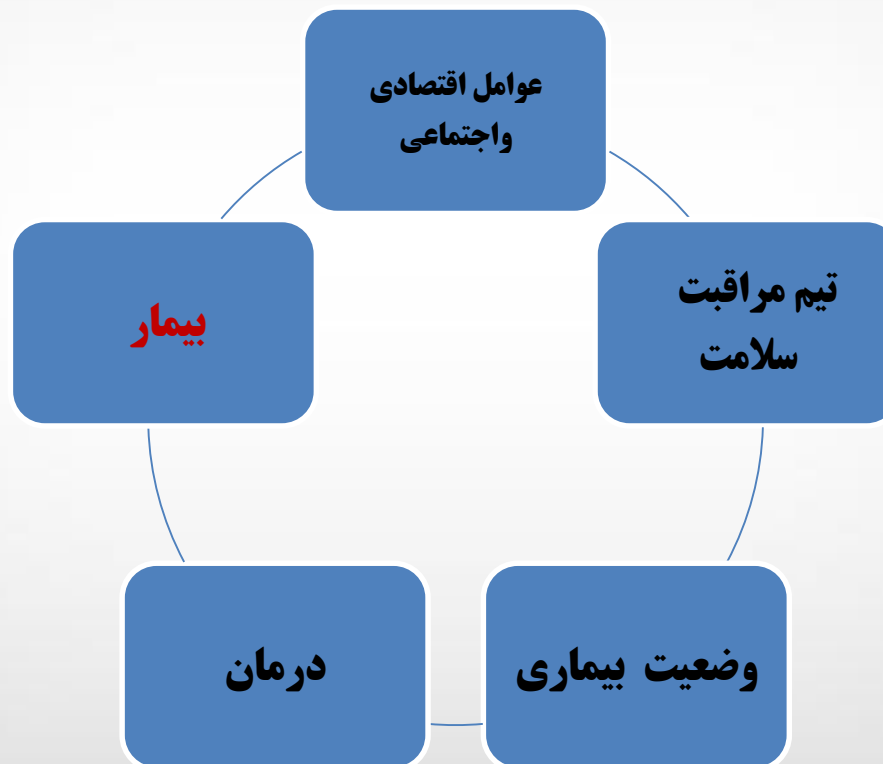 عوامل اقتصادی
واجتماعی
تیم مراقبت
سلامت
بیمار
وضعیت بیماری
درمان